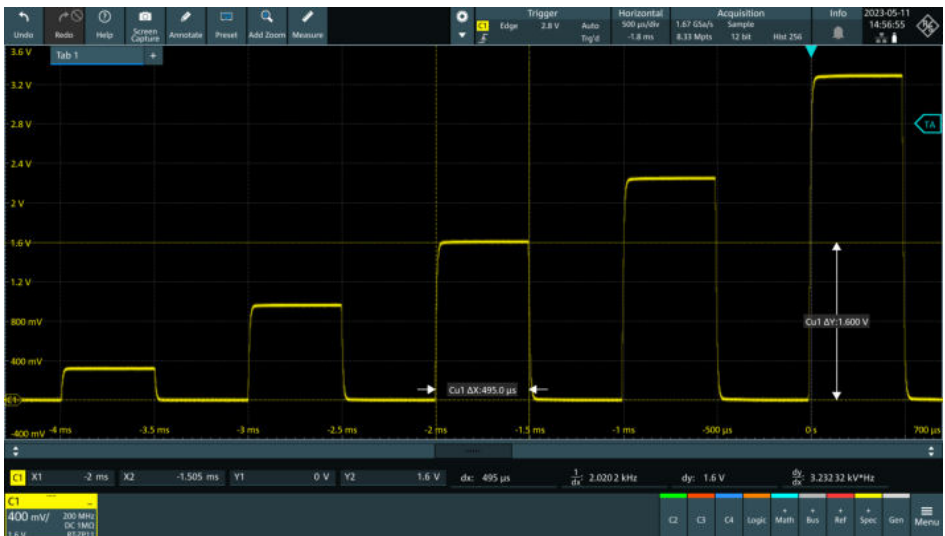 Undo
Redo
Help
Screen Capture
Annotate
Preset
Add Zoom
Measure
Trigger
C1 Edge 2.8 V Auto
Trig'd
Horizontal
500 µs/div
-1.8 ms
Acquisition
1.67 GSa/s Sample
8.33 Mpts 12 bit Hist 256
Info
2023-05-11
14:56:55
Tab 1 +
3.6 V
3.2 V
2.8 V
TA
2.4 V
2 V
1.6 V
1.2 V
800 mV
Cu1 ΔY:1.600 V
400 mV
Cu1 ΔX:495.0 µs
C1
-400 mV -4 ms -3.5 ms -3 ms -2.5 ms -2 ms -1.5 ms -1 ms -500 µs 0 s 700 µs
C1 X1 -2 ms X2 -1.505 ms Y1 0 V Y2 1.6 V dx: 495 µs 1/dx: 2.020 2 kHz dy: 1.6 V dy/dx: 3.232 32 kV*Hz
C1
400 mV/ 200 MHz
DC 1MΩ
1.6 V RT-ZP11
C2 C3 C4 Logic + Math + Bus + Ref + Spec Gen Menu